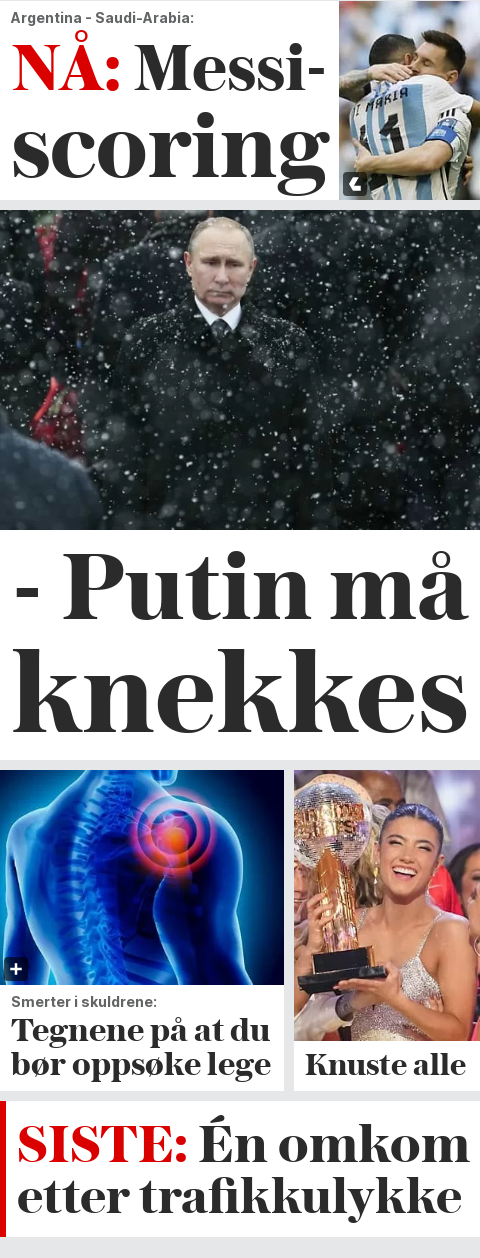 Argentina - Saudi-Arabia:
NÅ: Messi-
scoring
- Putin må
knekkes
Smerter i skuldrene:
Tegnene på at du
bør oppsøke lege
Knuste alle
SISTE: Én omkom
etter trafikkulykke